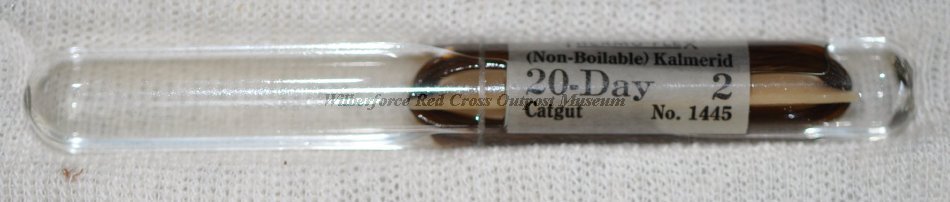 (Non-Boilable) Kalmerid
20-Day 2
Catgut No. 1445
Wilberforce Red Cross Outpost Museum